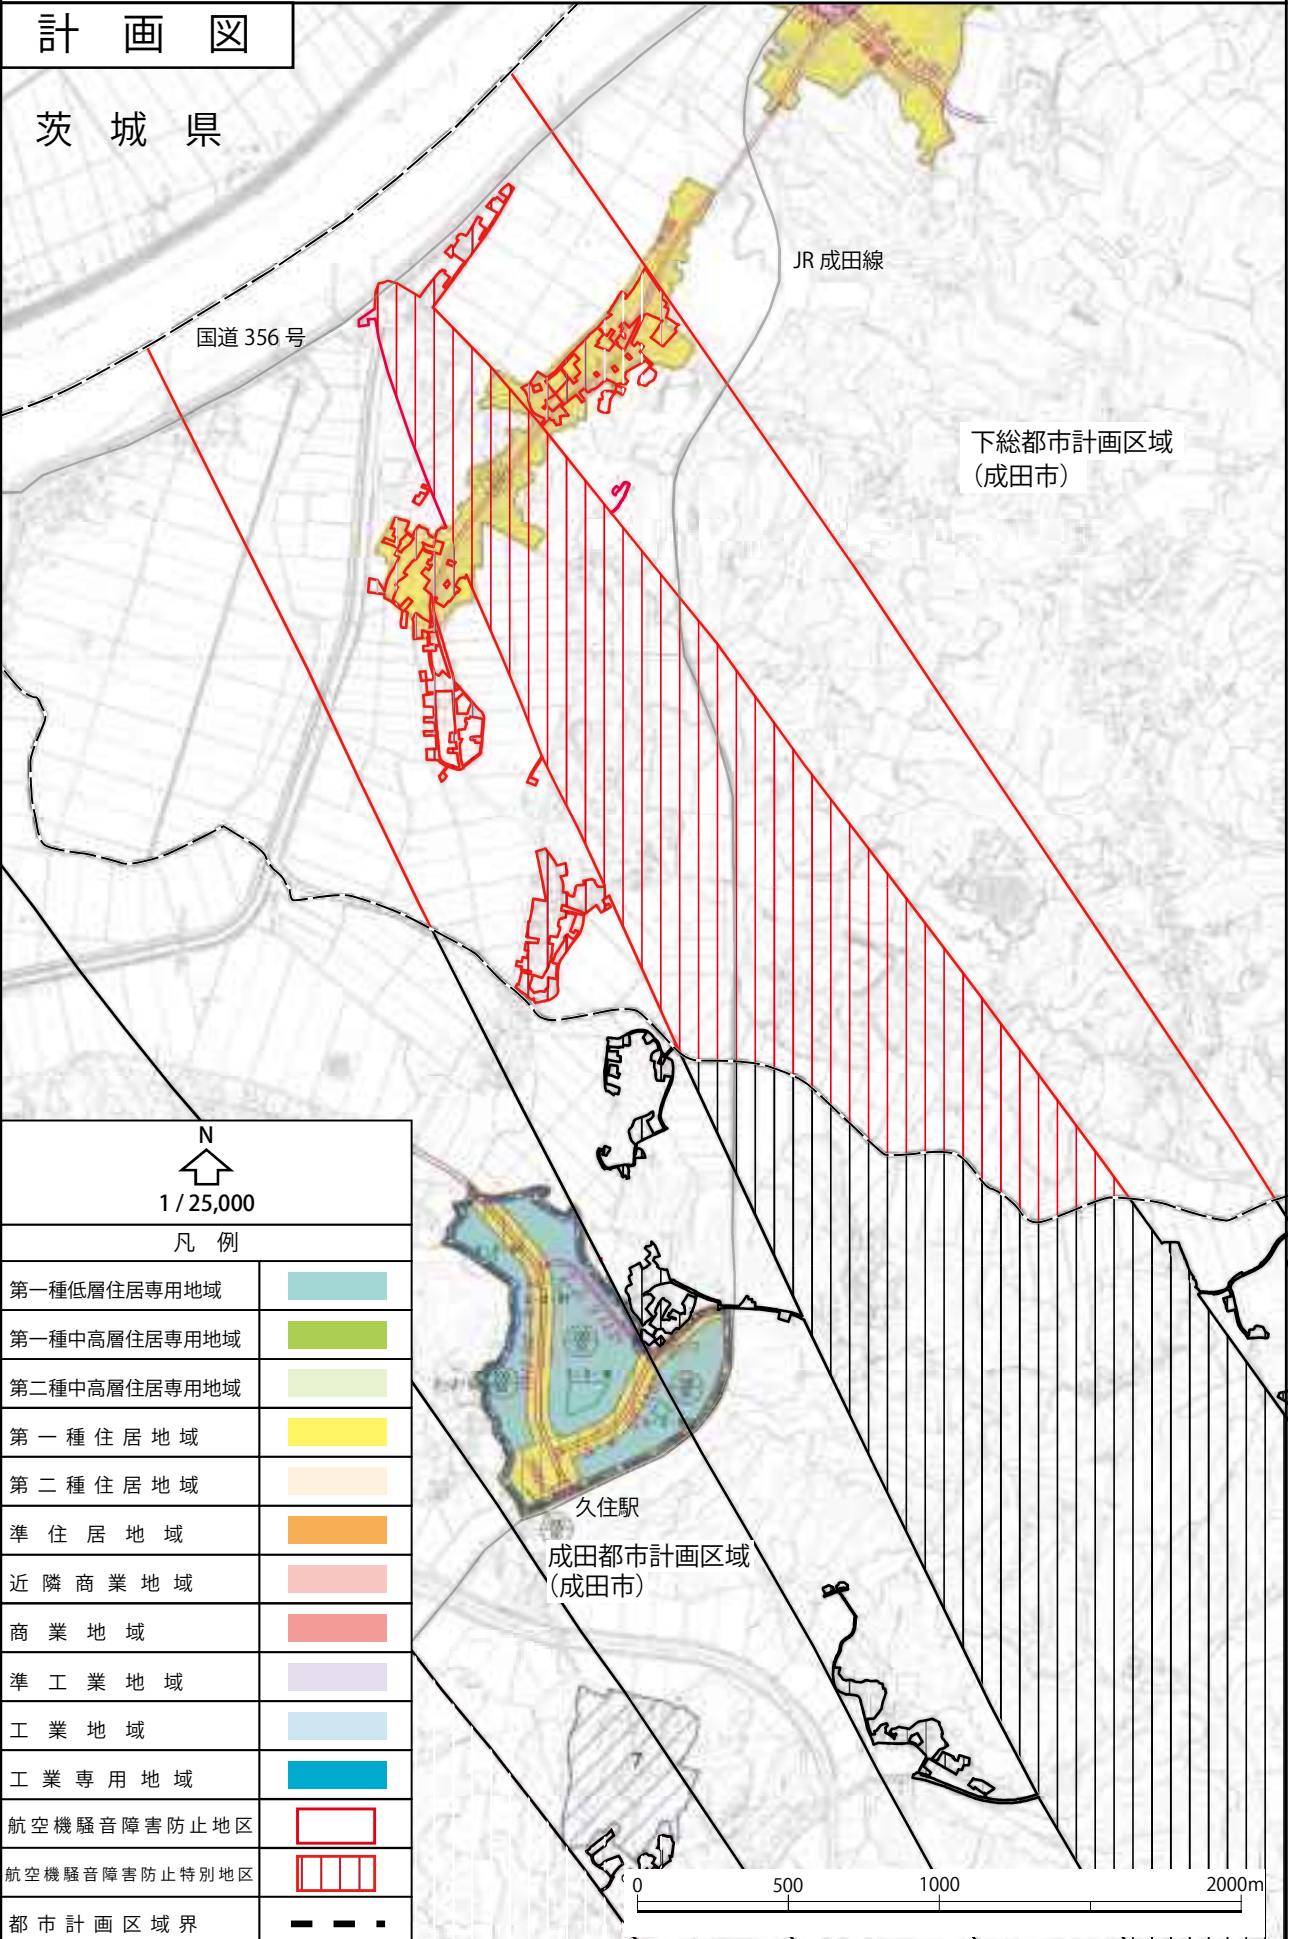 計 画 図
茨 城 県
国道 356 号
JR 成田線
下総都市計画区域
（成田市）
N
1 / 25,000
凡 例
第一種低層住居専用地域
第一種中高層住居専用地域
第二種中高層住居専用地域
第一種住居地域
第二種住居地域
準住居地域
近隣商業地域
商業地域
準工業地域
工業地域
工業専用地域
航空機騒音障害防止地区
航空機騒音障害防止特別地区
都市計画区域界
久住駅
成田都市計画区域
（成田市）
7
0 500 1000 2000m